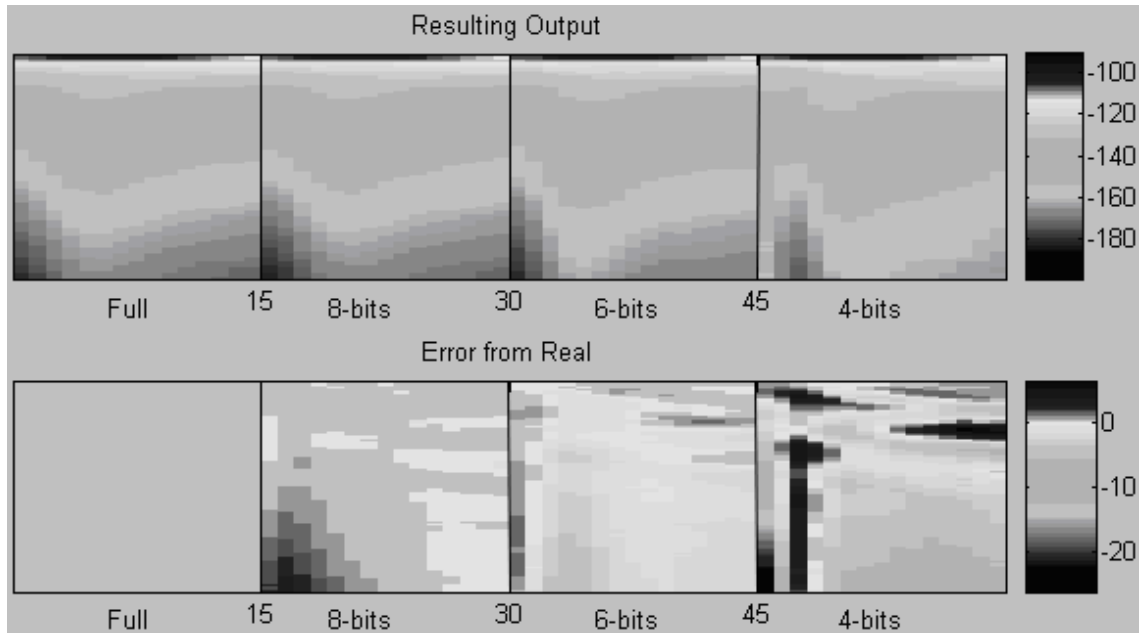 Resulting Output
-100
-120
-140
-160
-180
Full 15 8-bits 30 6-bits 45 4-bits
Error from Real
0
-10
-20
Full 15 8-bits 30 6-bits 45 4-bits